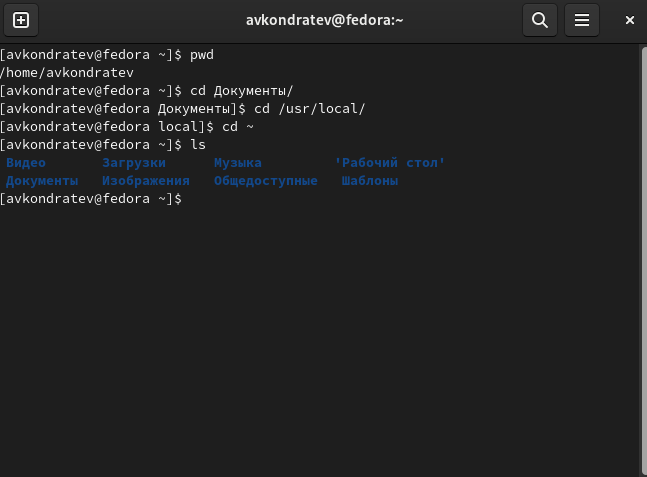 avkondratev@fedora:~
[avkondratev@fedora ~]$ pwd
/home/avkondratev
[avkondratev@fedora ~]$ cd Документы/
[avkondratev@fedora Документы]$ cd /usr/local/
[avkondratev@fedora local]$ cd ~
[avkondratev@fedora ~]$ ls
Видео Загрузки Музыка 'Рабочий стол'
Документы Изображения Общедоступные Шаблоны
[avkondratev@fedora ~]$